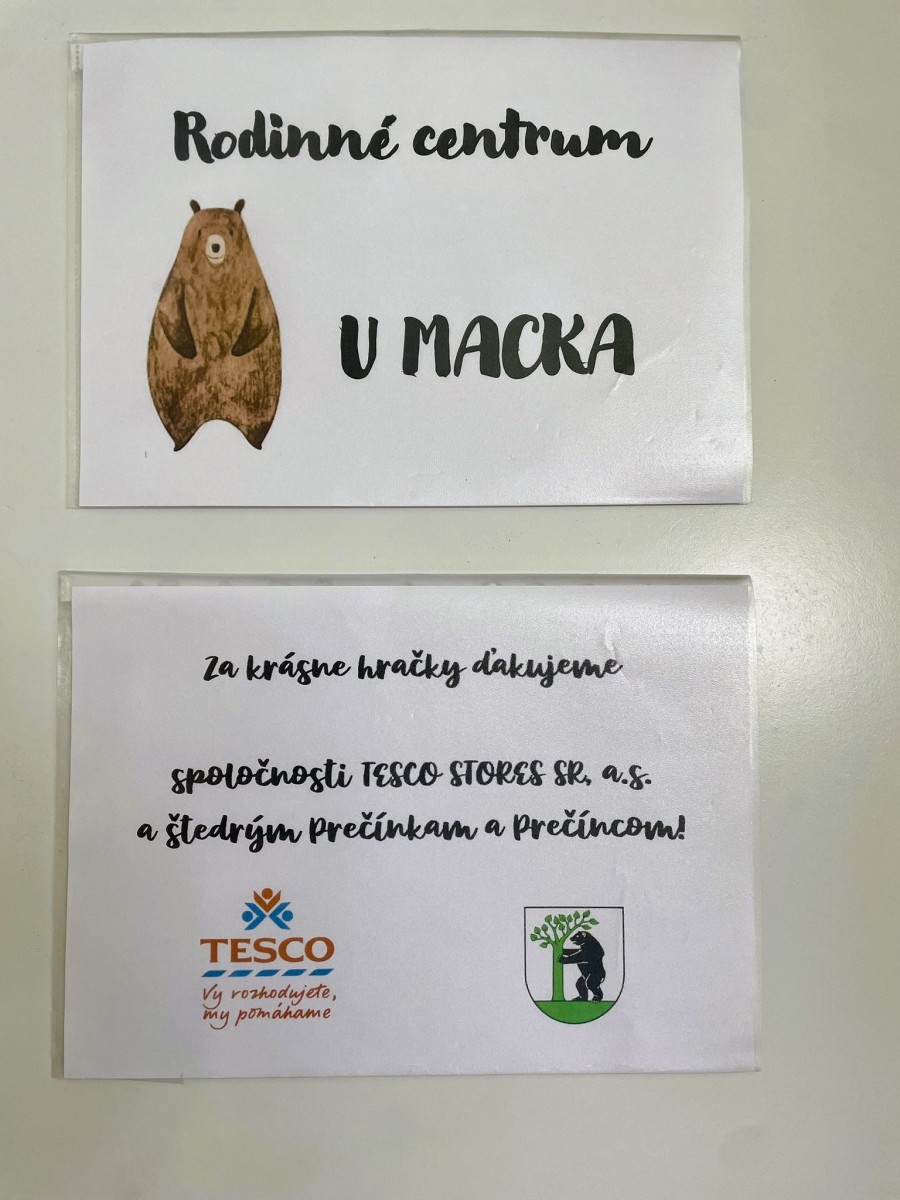 Rodinné centrum
U MACKA
Za krásne hračky ďakujeme
spoločnosti TESCO STORES SR, a.s.
a štedrým Prečínkam a Prečíncom!
TESCO
Vy rozhodujete,
my pomáhame